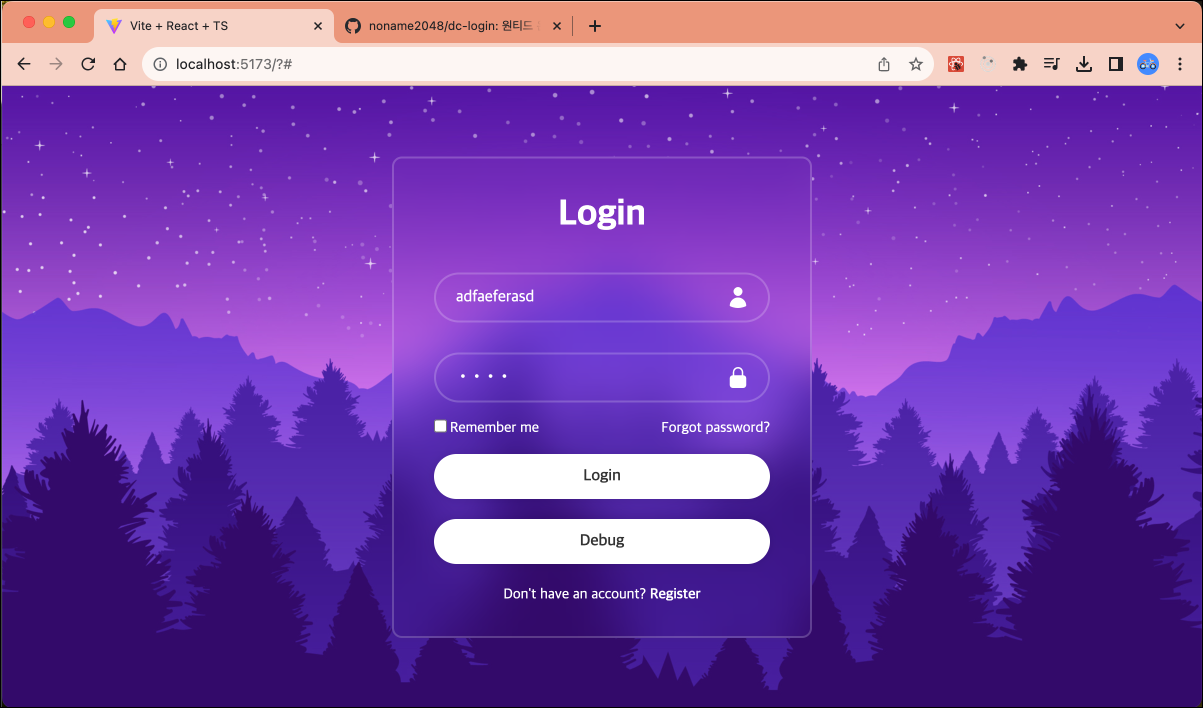 Vite + React + TS
noname2048/dc-login: 원티드
localhost:5173/?#
Login
adfaeferasd
Remember me
Forgot password?
Login
Debug
Don't have an account? Register